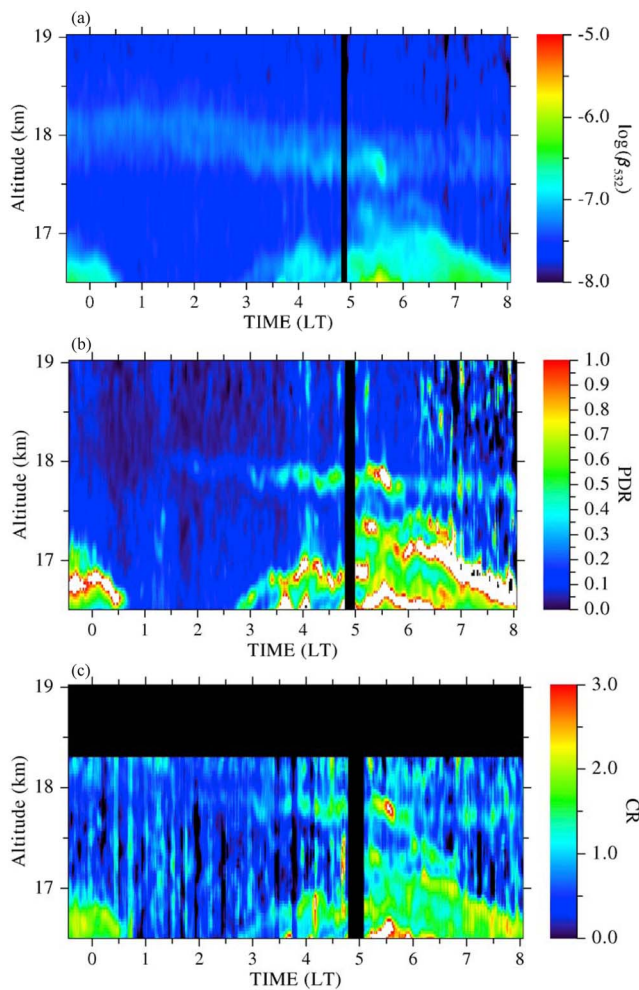 (a)
19
18
17
Altitude (km)
0 1 2 3 4 5 6 7 8
TIME (LT)
-5.0
-6.0
-7.0
-8.0
log(β532)
(b)
19
18
17
Altitude (km)
0 1 2 3 4 5 6 7 8
TIME (LT)
1.0
0.9
0.8
0.7
0.6
0.5
0.4
0.3
0.2
0.1
0.0
PDR
(c)
19
18
17
Altitude (km)
0 1 2 3 4 5 6 7 8
TIME (LT)
3.0
2.0
1.0
0.0
CR